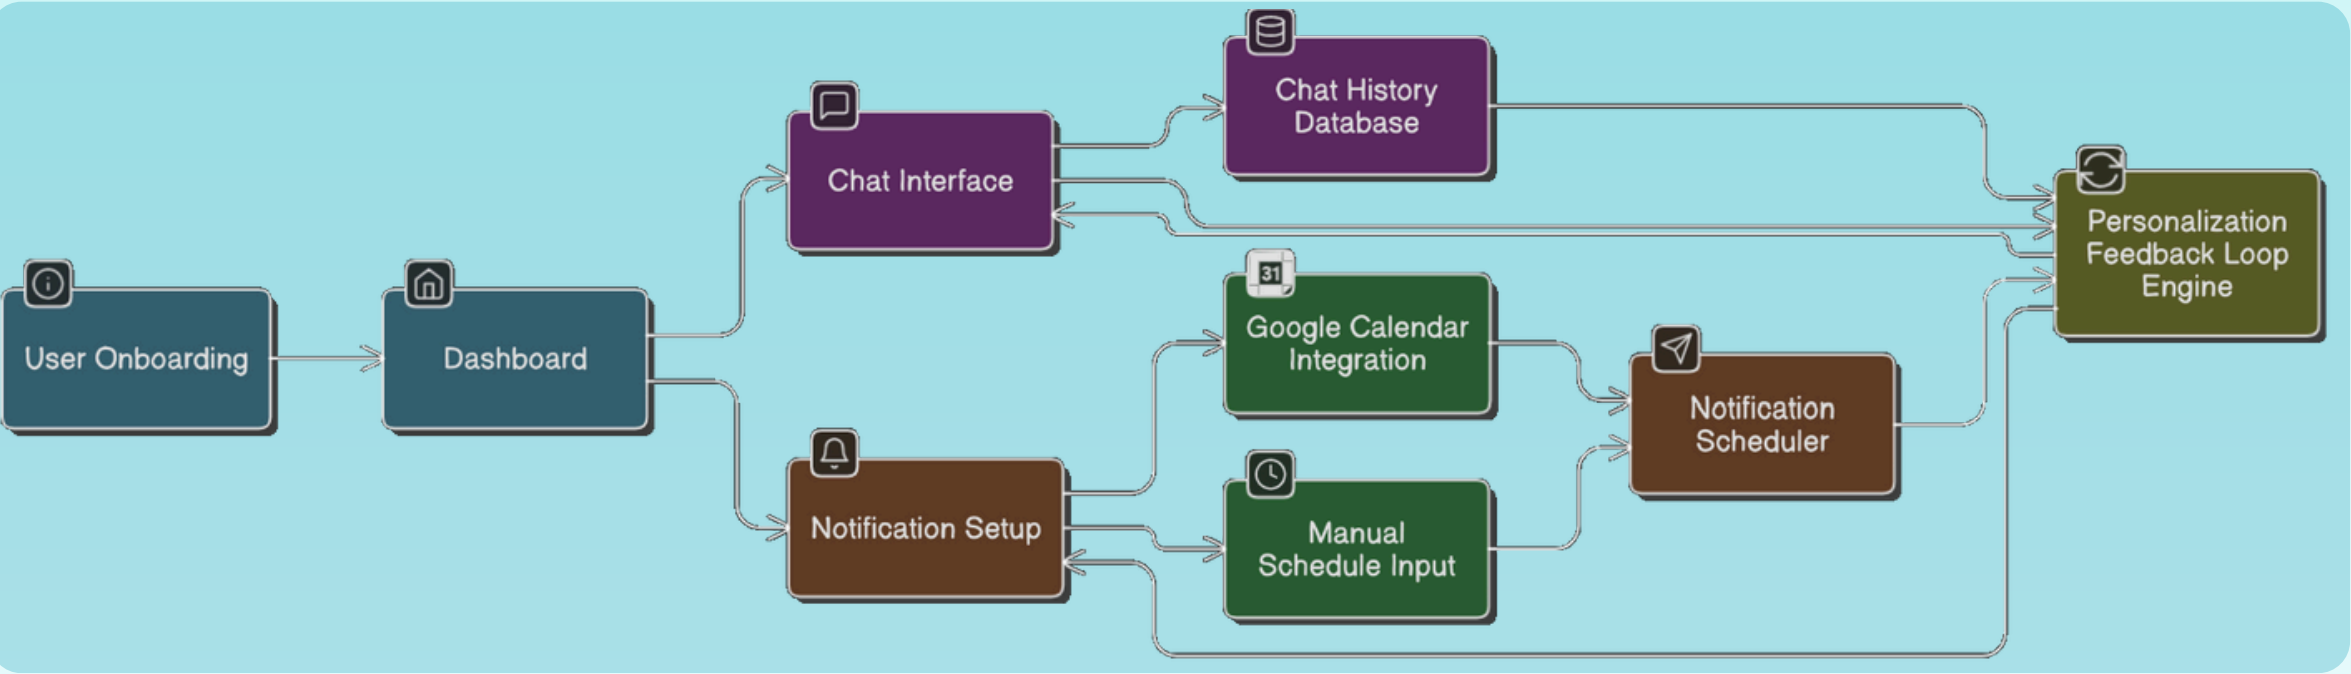 Chat History
Database
Chat Interface
Personalization
Feedback Loop
Engine
31
Google Calendar
Integration
User Onboarding
Dashboard
Notification
Scheduler
Notification Setup
Manual
Schedule Input